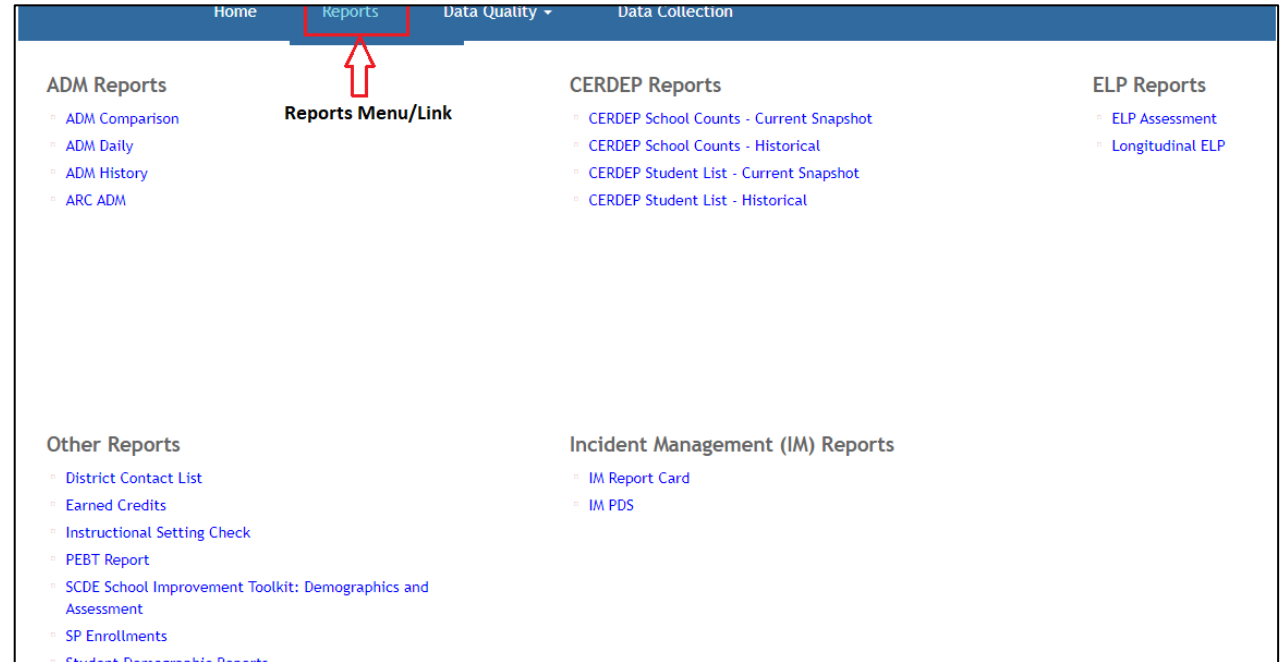 Home Reports Data Quality Data Collection
Reports Menu/Link
ADM Reports
ADM Comparison
ADM Daily
ADM History
ARC ADM
CERDEP Reports
CERDEP School Counts - Current Snapshot
CERDEP School Counts - Historical
CERDEP Student List - Current Snapshot
CERDEP Student List - Historical
ELP Reports
ELP Assessment
Longitudinal ELP
Other Reports
District Contact List
Earned Credits
Instructional Setting Check
PEBT Report
SCDE School Improvement Toolkit: Demographics and
Assessment
SP Enrollments
Student Demographic Reports
Incident Management (IM) Reports
IM Report Card
IM PDS